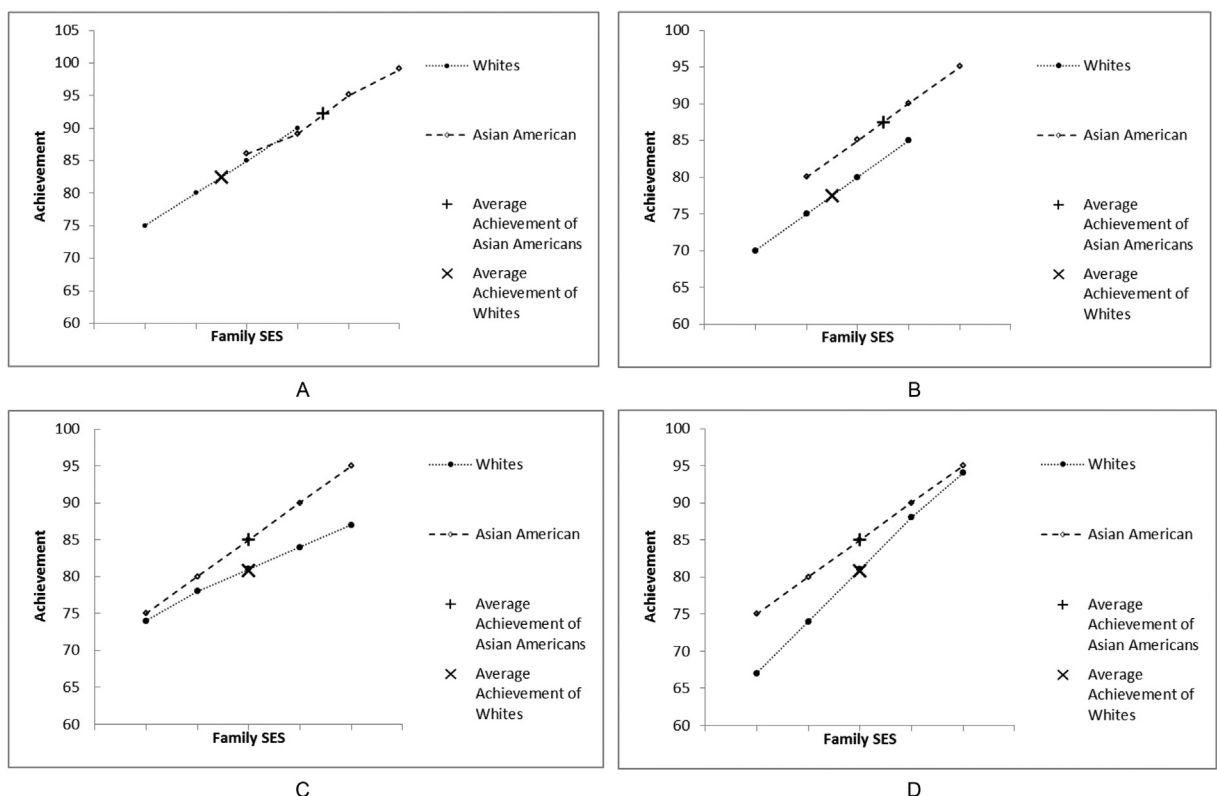 105
100
95
90
85
80
75
70
65
60
Achievement
Family SES
Whites
Asian American
Average
Achievement of
Asian Americans
Average
Achievement of
Whites
A
100
95
90
85
80
75
70
65
60
Achievement
Family SES
Whites
Asian American
Average
Achievement of
Asian Americans
Average
Achievement of
Whites
B
100
95
90
85
80
75
70
65
60
Achievement
Family SES
Whites
Asian American
Average
Achievement of
Asian Americans
Average
Achievement of
Whites
C
100
95
90
85
80
75
70
65
60
Achievement
Family SES
Whites
Asian American
Average
Achievement of
Asian Americans
Average
Achievement of
Whites
D